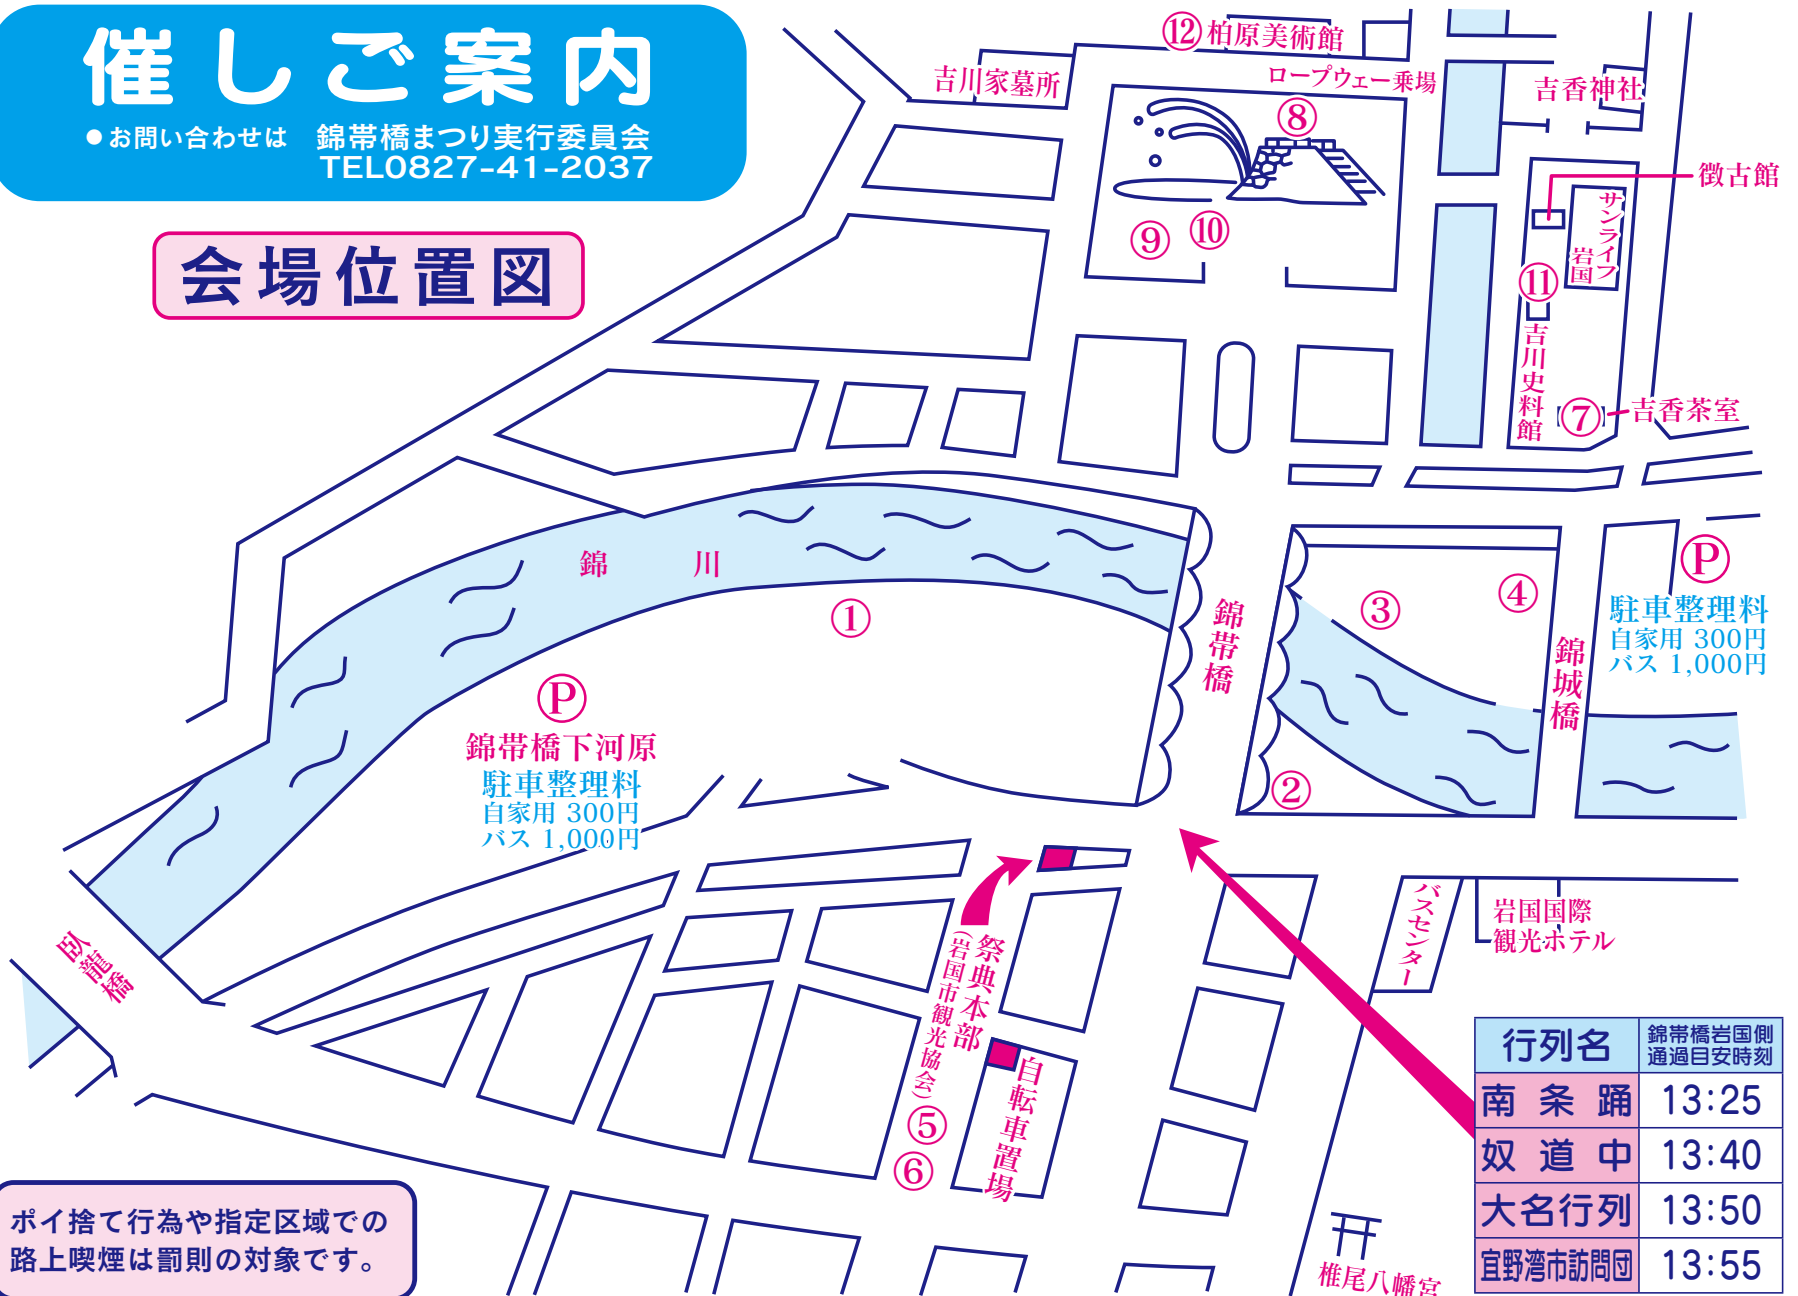 催しご案内
●お問い合わせは 錦帯橋まつり実行委員会
TEL0827-41-2037
会場位置図
⑫柏原美術館
吉川家墓所
ロープウェー乗場
吉香神社
⑧
徴古館
サンライフ
岩国
⑨
⑩
⑪
吉川史料館
⑦
吉香茶室
錦川
①
錦帯橋
③
④
錦城橋
Ⓟ
駐車整理料
自家用 300円
バス 1,000円
Ⓟ
錦帯橋下河原
駐車整理料
自家用 300円
バス 1,000円
②
臥龍橋
祭典本部
(岩国市観光協会)
⑤
⑥
自転車置場
バスセンター
岩国国際
観光ホテル
椎尾八幡宮
行列名 錦帯橋岩国側
通過目安時刻
南条踊 13:25
奴道中 13:40
大名行列 13:50
宜野湾市訪問団 13:55
ポイ捨て行為や指定区域での
路上喫煙は罰則の対象です。